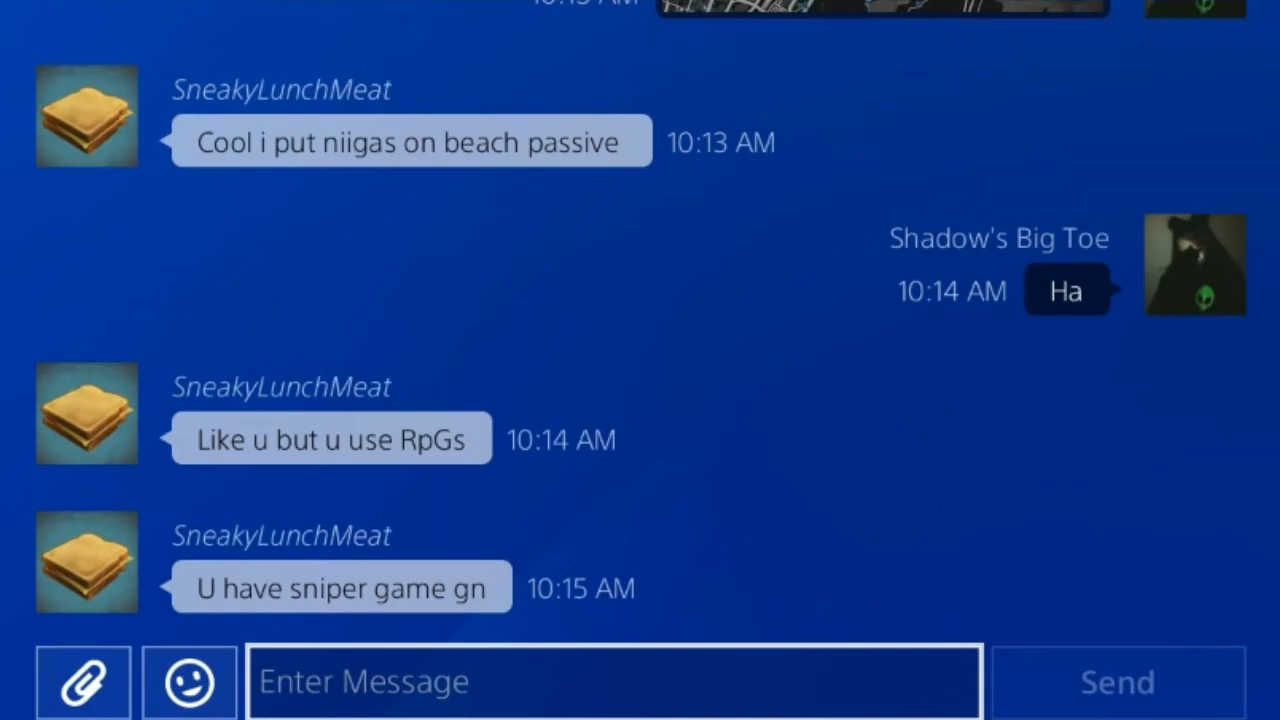 SneakyLunchMeat
Cool i put niigas on beach passive 10:13 AM
Shadow's Big Toe
10:14 AM Ha
SneakyLunchMeat
Like u but u use RpGs 10:14 AM
SneakyLunchMeat
U have sniper game gn 10:15 AM
Enter Message Send